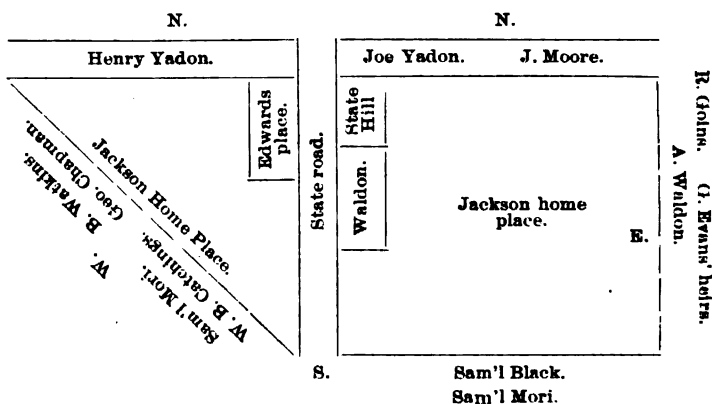 N.
N.
Henry Yadon.
Joe Yadon. J. Moore.
Edwards
place.
State
Hill
State road.
Waldon.
Jackson Home Place.
Geo. Chapman.
B. Watkins.
W.
W. B. Catchings.
Sam'l Mori.
Jackson home
place.
E.
R. Goins. G. Evans' heirs.
A. Waldon.
S.
Sam'l Black.
Sam'l Mori.